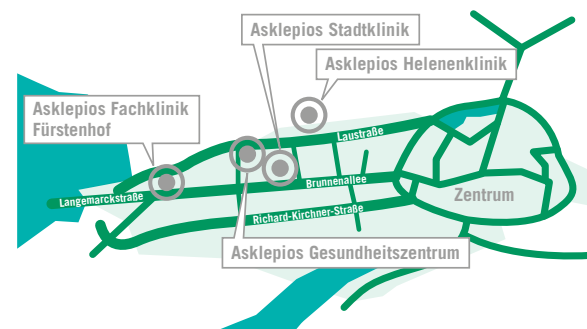 Asklepios Stadtklinik
Asklepios Helenenklinik
Asklepios Fachklinik
Fürstenhof
Laustraße
Brunnenallee
Langemarckstraße
Zentrum
Richard-Kirchner-Straße
Asklepios Gesundheitszentrum